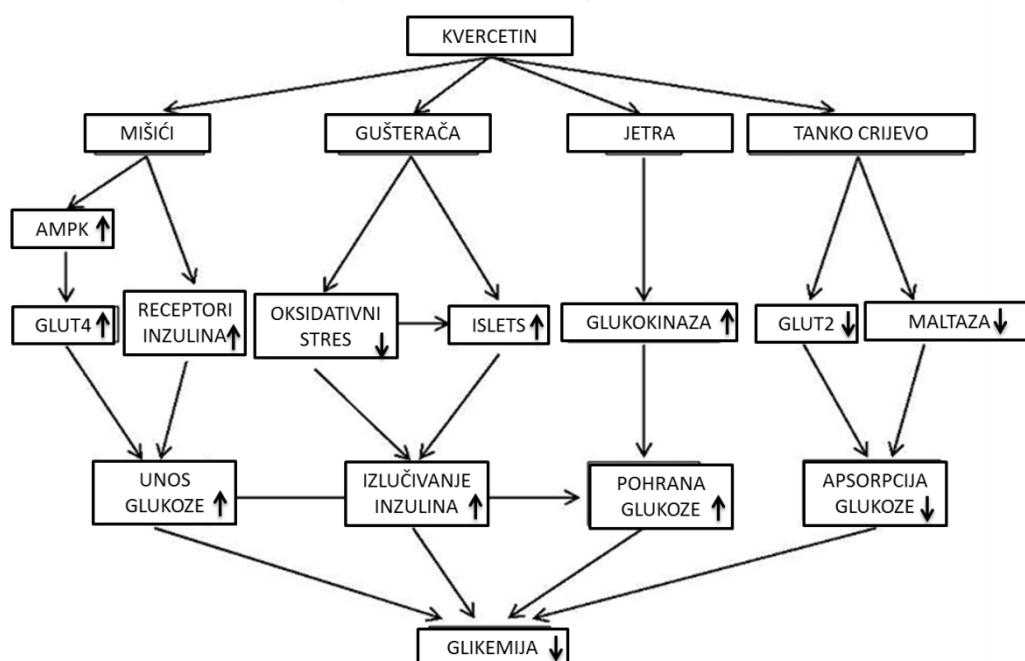 KVERCETIN
MIŠIĆI
GUŠTERAČA
JETRA
TANKO CRIJEVO
AMPK
GLUT4
RECEPTORI
INZULINA
OKSIDATIVNI
STRES
ISLETS
GLUKOKINAZA
GLUT2
MALTAZA
UNOS
GLUKOZE
IZLUČIVANJE
INZULINA
POHRANA
GLUKOZE
APSORPCIJA
GLUKOZE
GLIKEMIJA